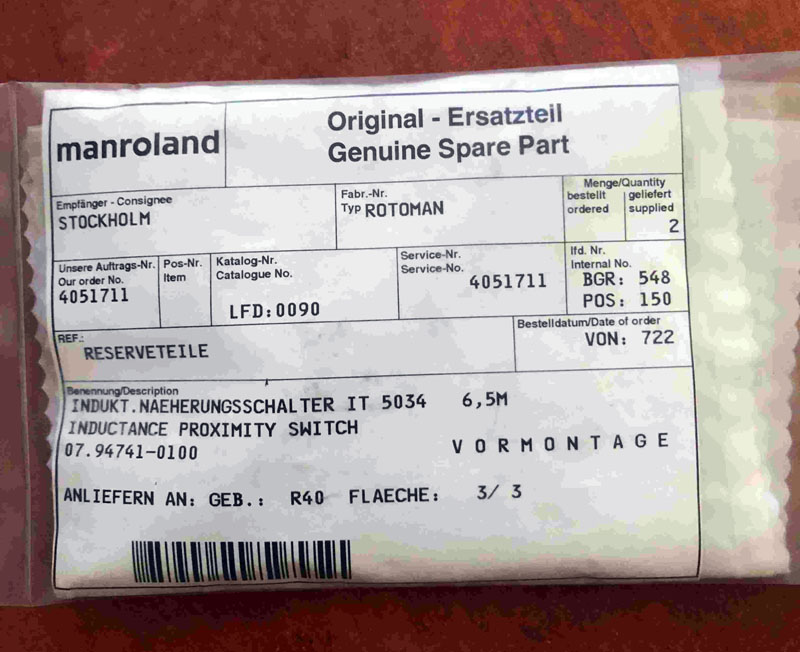 manroland
Original - Ersatzteil
Genuine Spare Part
Empfänger - Consignee
STOCKHOLM
Fabr.-Nr.
Typ ROTOMAN
Menge/Quantity
bestellt geliefert
ordered supplied
2
Unsere Auftrags-Nr.
Our order No.
4051711
Pos-Nr.
Item
Katalog-Nr.
Catalogue No.
LFD:0090
Service-Nr.
Service-No.
4051711
lfd. Nr.
Internal No.
BGR: 548
POS: 150
REF.:
RESERVETEILE
Bestelldatum/Date of order
VON: 722
Benennung/Description
INDUKT.NAEHERUNGSSCHALTER IT 5034 6,5M
INDUCTANCE PROXIMITY SWITCH
07.94741-0100
V O R M O N T A G E
ANLIEFERN AN: GEB.: R40 FLAECHE: 3/ 3